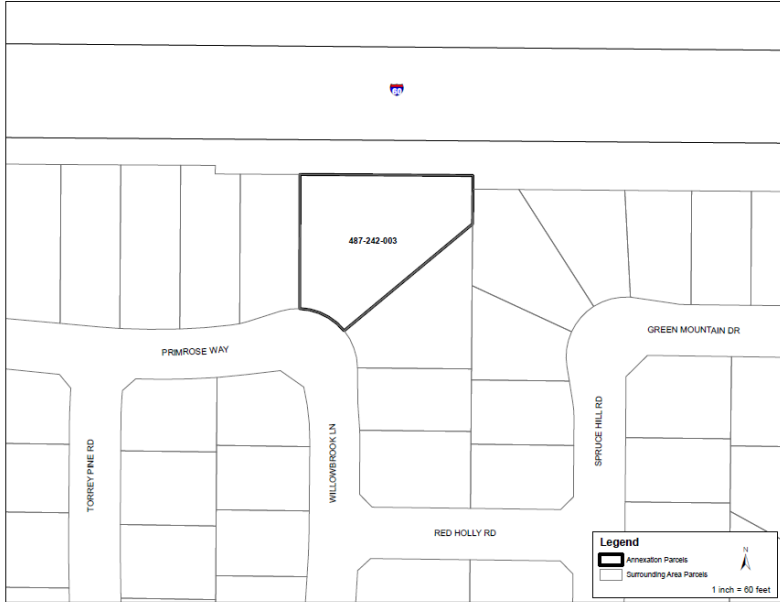 60
487-242-003
GREEN MOUNTAIN DR
PRIMROSE WAY
TORREY PINE RD
WILLOWBROOK LN
SPRUCE HILL RD
RED HOLLY RD
Legend
Annexation Parcels
Surrounding Area Parcels
N
1 inch = 60 feet